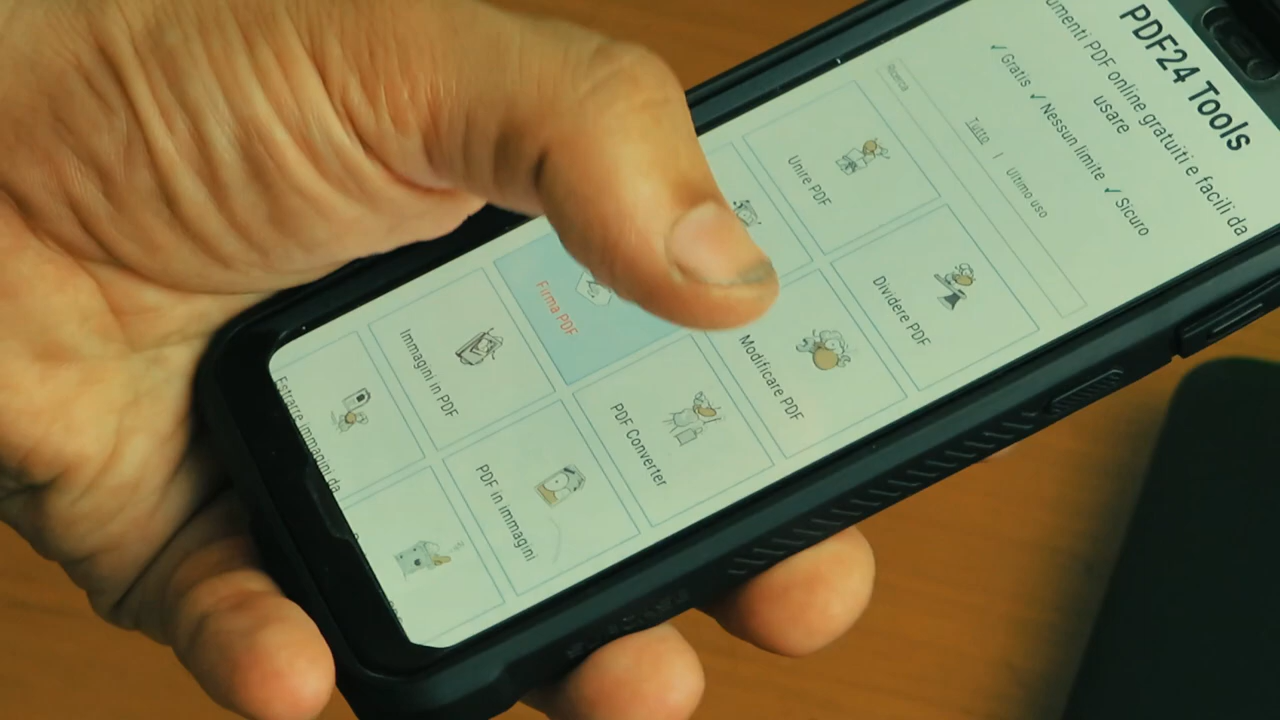 PDF24 Tools
umenti PDF online gratuiti e facili da
usare
✓ Gratis ✓ Nessun limite ✓ Sicuro
Ricerca
Tutto | Ultimo uso
Unire PDF
Dividere PDF
Modificare PDF
Firma PDF
PDF Converter
Immagini in PDF
PDF in immagini
Estrarre immagini da